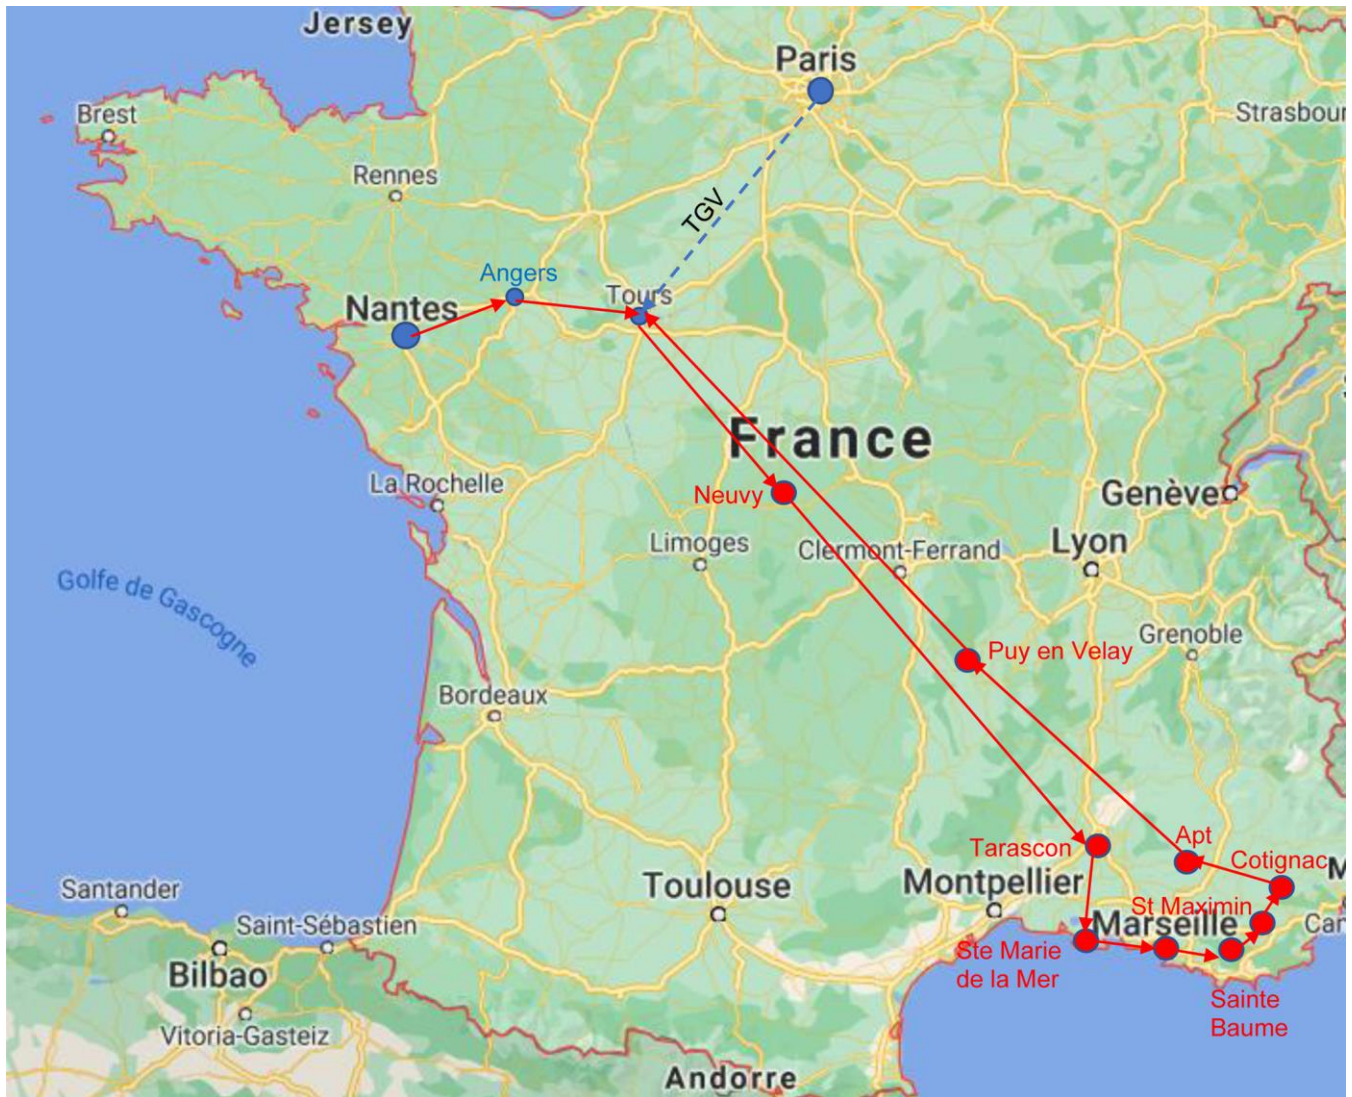 Jersey
Paris
Brest
Strasbour
Rennes
TGV
Angers
Tours
Nantes
France
La Rochelle
Neuvy
Genève
Limoges
Clermont-Ferrand
Lyon
Golfe de Gascogne
Grenoble
Puy en Velay
Bordeaux
Tarascon
Apt
Cotignac
M
Santander
Toulouse
Montpellier
St Maximin
Marseille
Can
Saint-Sébastien
Bilbao
Ste Marie
de la Mer
Sainte
Baume
Vitoria-Gasteiz
Andorre